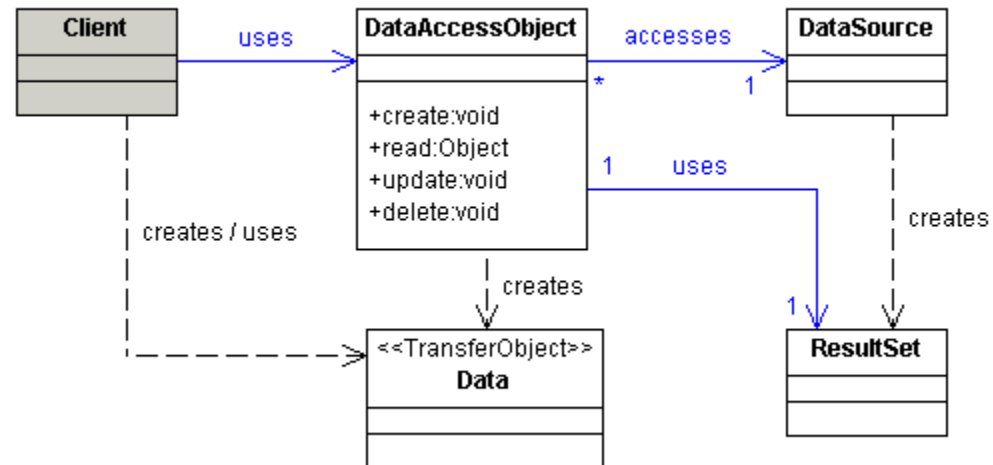 Client
uses
DataAccessObject
accesses
DataSource
*
1
+create:void
+read:Object
+update:void
+delete:void
1
uses
creates / uses
creates
creates
1
<<TransferObject>>
Data
ResultSet